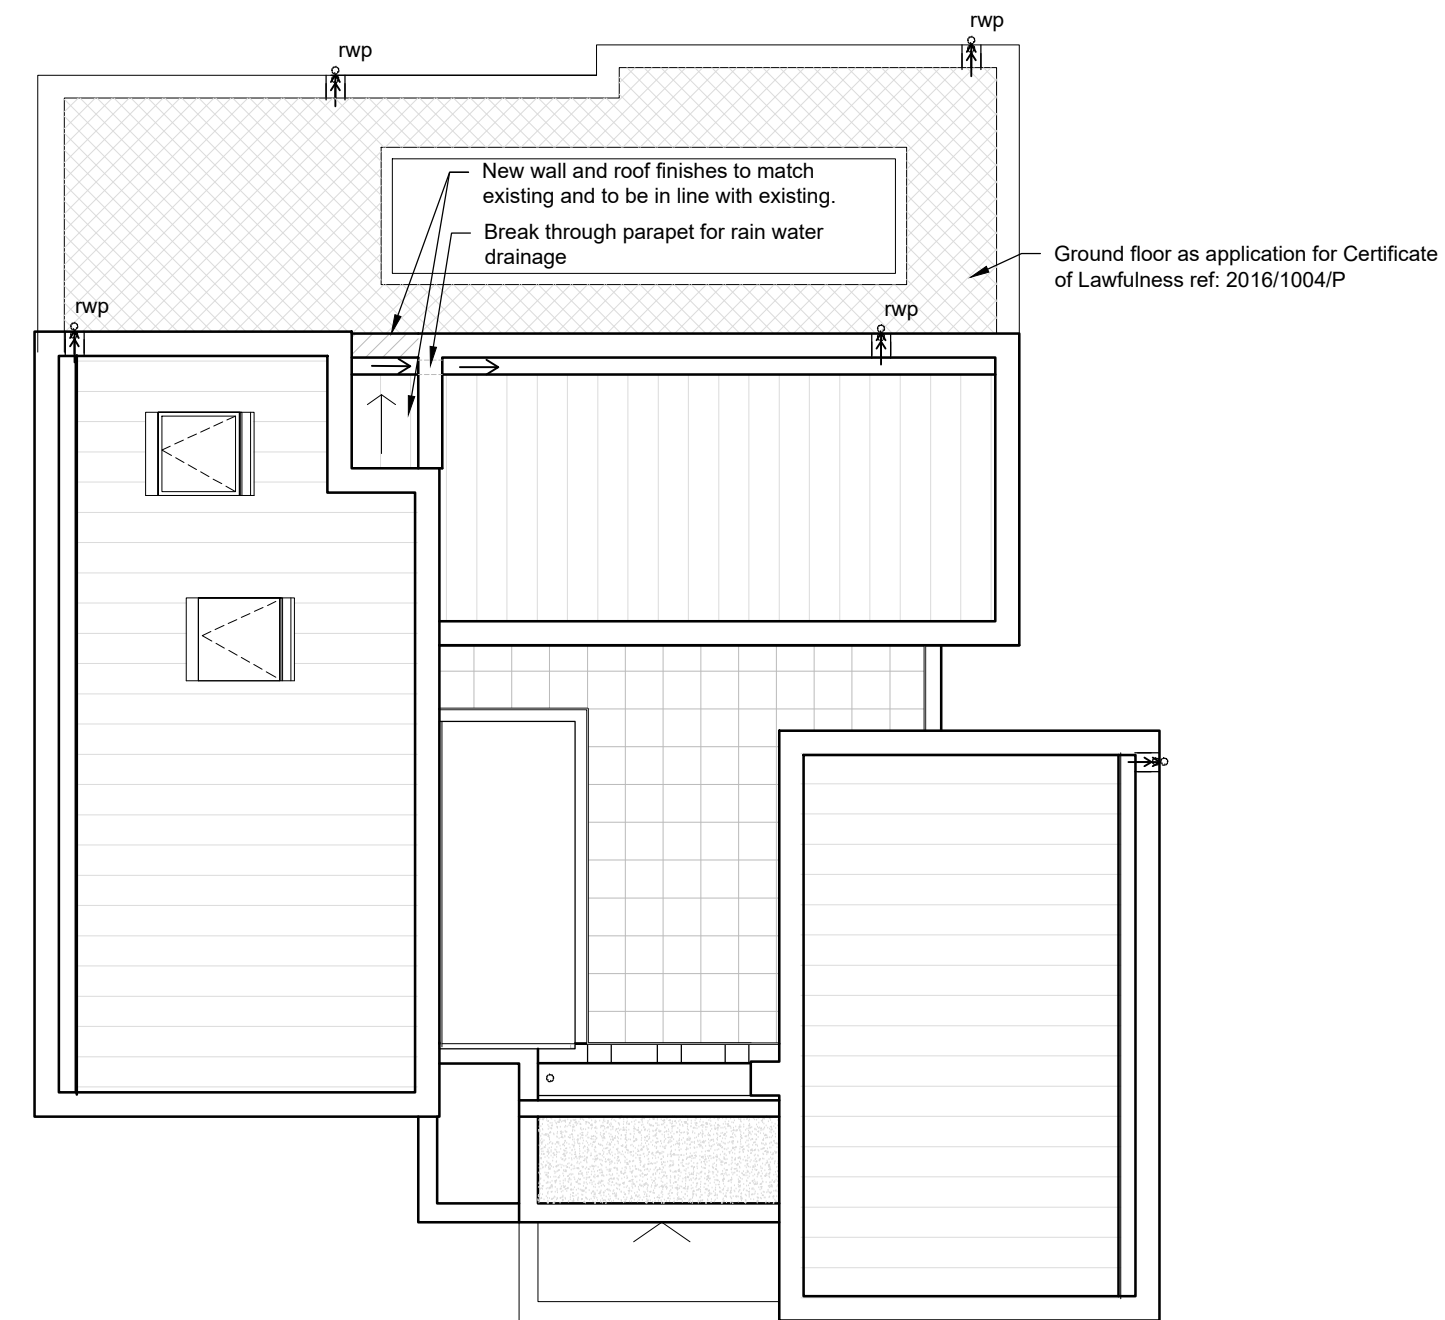 rwp
rwp
New wall and roof finishes to match
existing and to be in line with existing.
Break through parapet for rain water
drainage
Ground floor as application for Certificate
of Lawfulness ref: 2016/1004/P
rwp
rwp